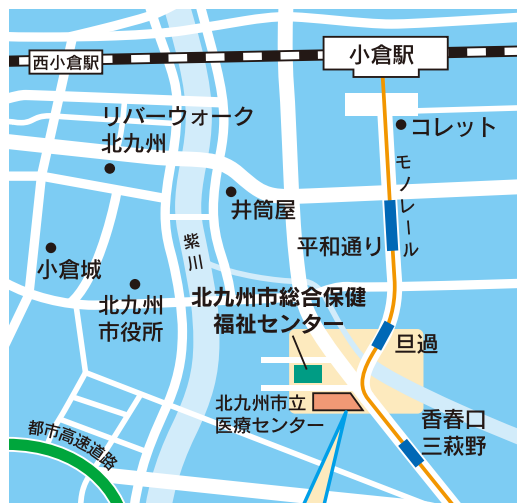 小倉駅
西小倉駅
リバーウォーク
北九州
コレット
モノレール
井筒屋
平和通り
紫川
小倉城
北九州
市役所
北九州市総合保健
福祉センター
旦過
北九州市立
医療センター
香春口
三萩野
都市高速道路